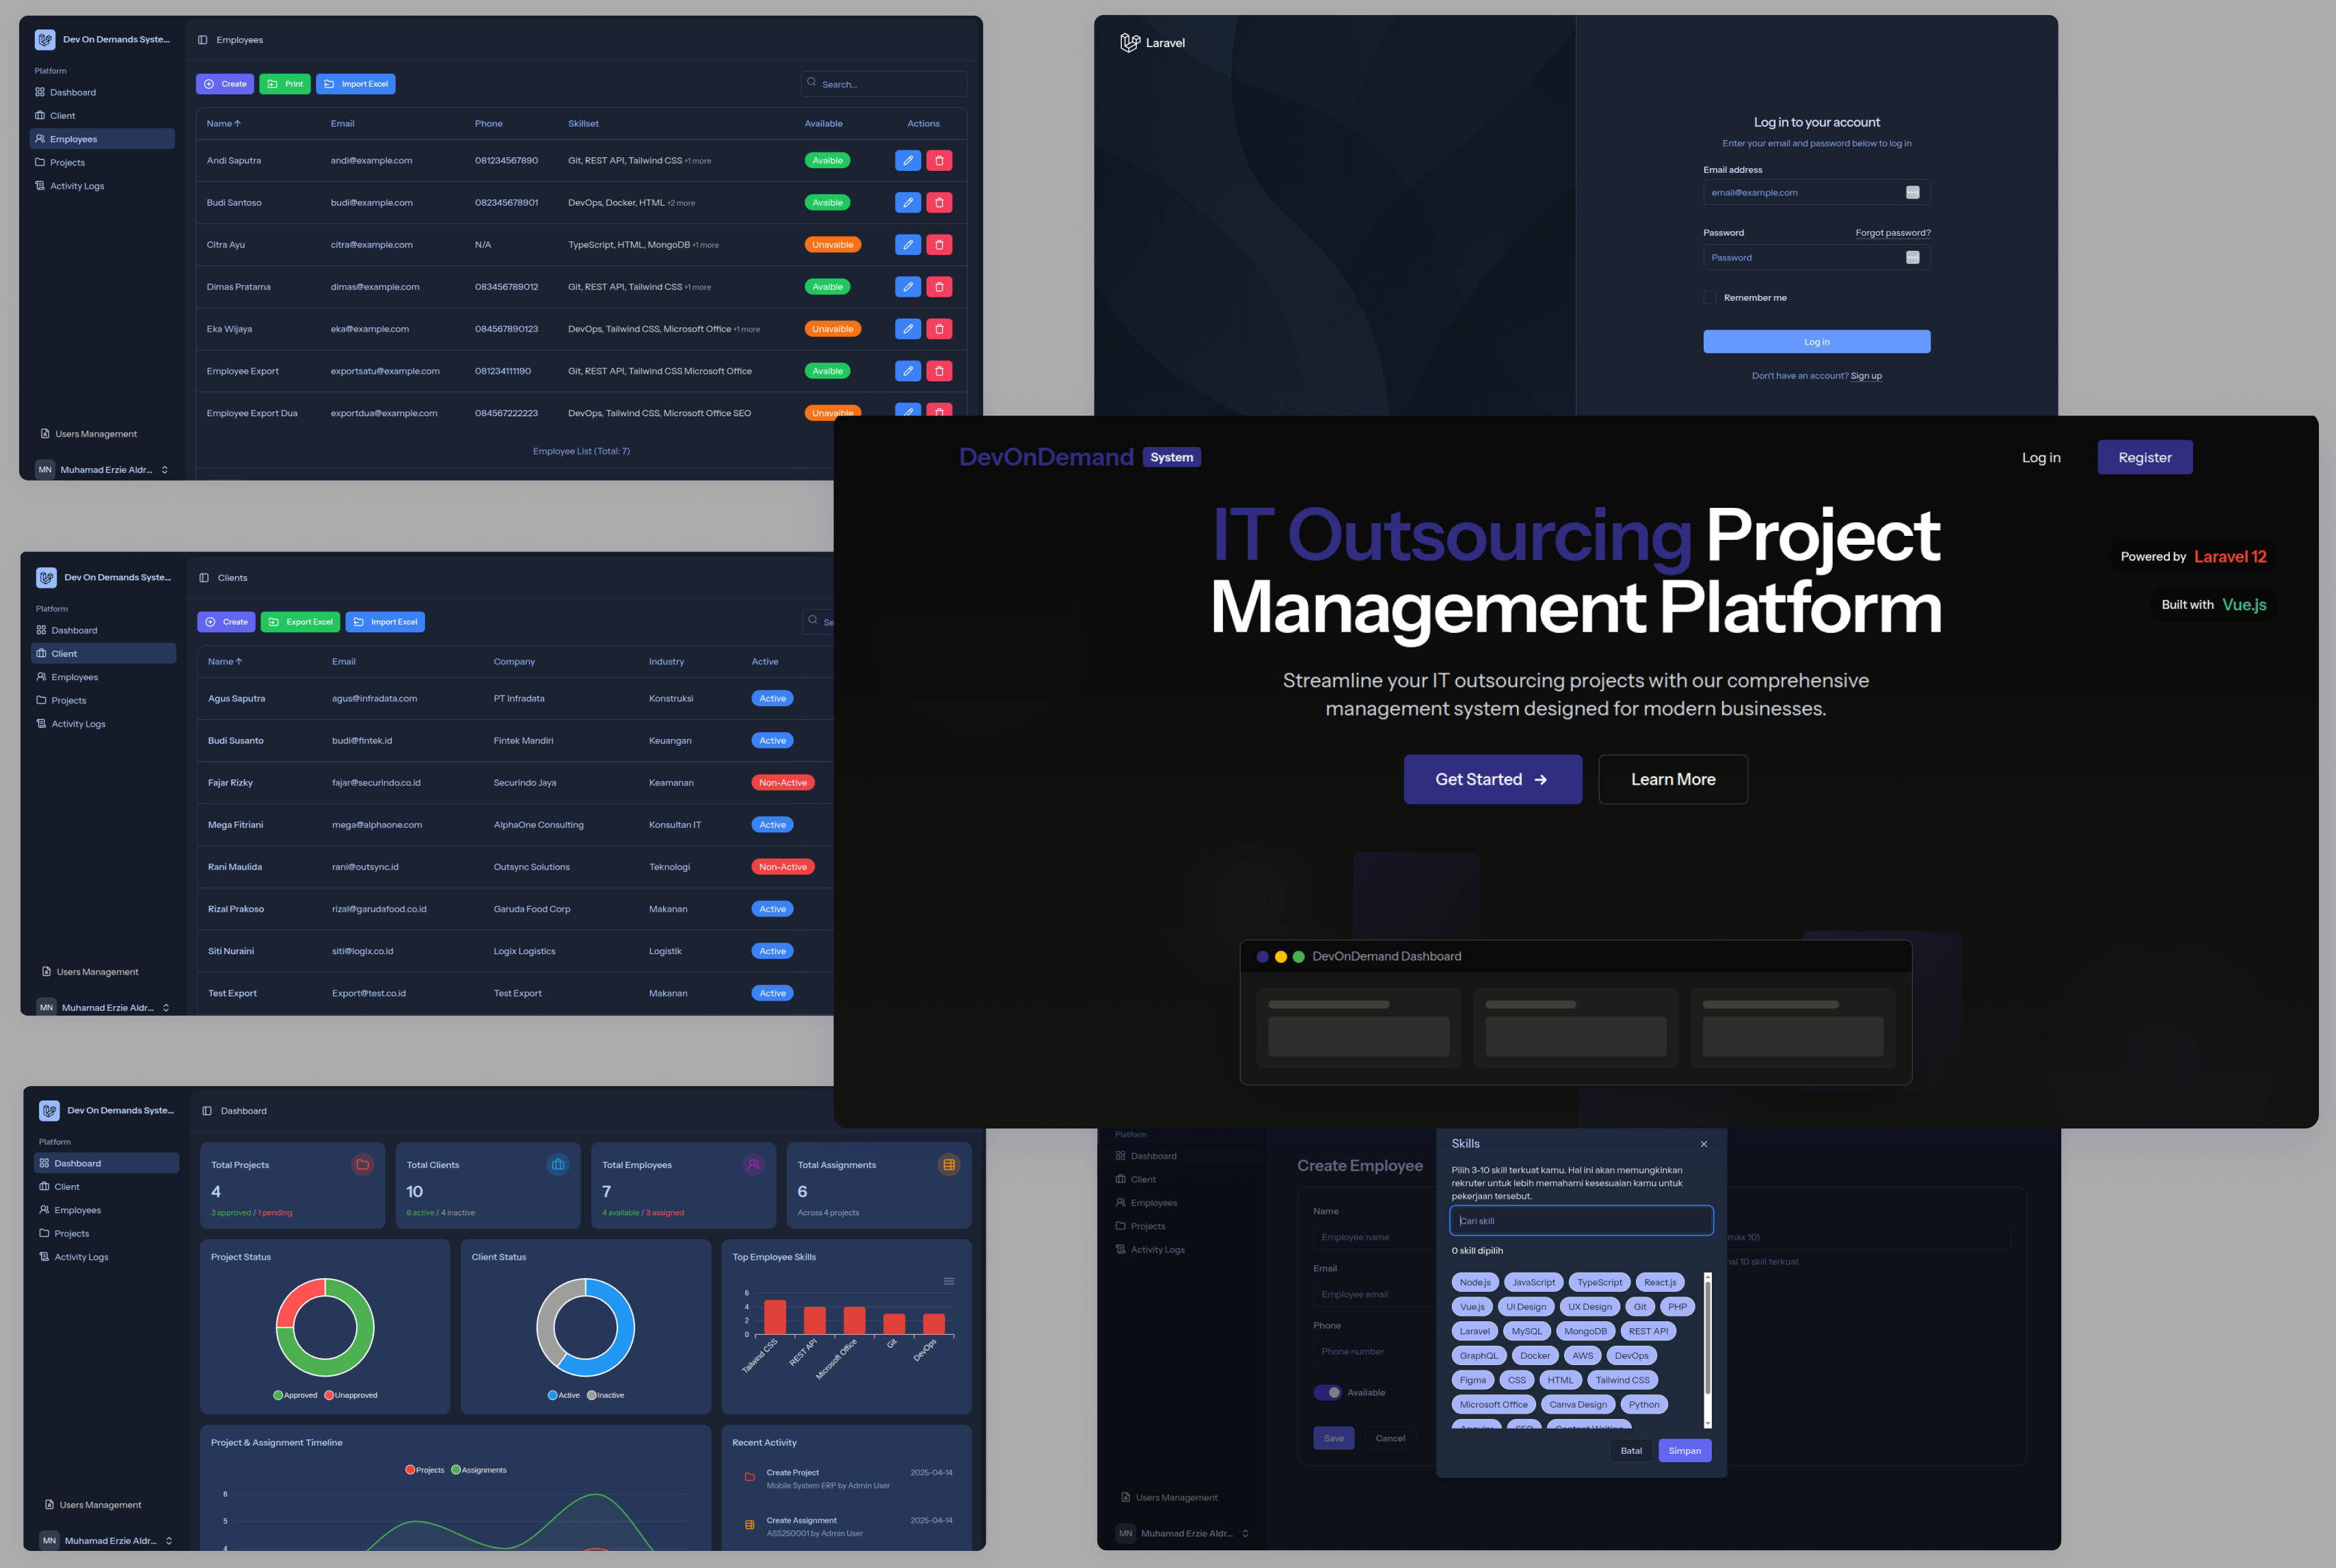 Dev On Demands Syste...
Platform
Dashboard
Client
Employees
Projects
Activity Logs
Users Management
MN Muhamad Erzie Aldr...
Employees
Create Print Import Excel Search...
Name ↑ Email Phone Skillset Available Actions
Andi Saputra andi@example.com 081234567890 Git, REST API, Tailwind CSS +1 more Avaible
Budi Santoso budi@example.com 082345678901 DevOps, Docker, HTML +2 more Avaible
Citra Ayu citra@example.com N/A TypeScript, HTML, MongoDB +1 more Unavaible
Dimas Pratama dimas@example.com 083456789012 Git, REST API, Tailwind CSS +1 more Avaible
Eka Wijaya eka@example.com 084567890123 DevOps, Tailwind CSS, Microsoft Office +1 more Unavaible
Employee Export exportsatu@example.com 081234111190 Git, REST API, Tailwind CSS Microsoft Office Avaible
Employee Export Dua exportdua@example.com 084567222223 DevOps, Tailwind CSS, Microsoft Office SEO Unavaible
Employee List (Total: 7)
Laravel
Log in to your account
Enter your email and password below to log in
Email address
email@example.com
Password Forgot password?
Password
Remember me
Log in
Don't have an account? Sign up
DevOnDemand System Log in Register
IT Outsourcing Project
Management Platform
Powered by Laravel 12
Built with Vue.js
Streamline your IT outsourcing projects with our comprehensive
management system designed for modern businesses.
Get Started → Learn More
DevOnDemand Dashboard
Dev On Demands Syste...
Platform
Dashboard
Client
Employees
Projects
Activity Logs
Users Management
MN Muhamad Erzie Aldr...
Clients
Create Export Excel Import Excel Se
Name ↑ Email Company Industry Active
Agus Saputra agus@infradata.com PT Infradata Konstruksi Active
Budi Susanto budi@fintek.id Fintek Mandiri Keuangan Active
Fajar Rizky fajar@securindo.co.id Securindo Jaya Keamanan Non-Active
Mega Fitriani mega@alphaone.com AlphaOne Consulting Konsultan IT Active
Rani Maulida rani@outsync.id Outsync Solutions Teknologi Non-Active
Rizal Prakoso rizal@garudafood.co.id Garuda Food Corp Makanan Active
Siti Nuraini siti@logix.co.id Logix Logistics Logistik Active
Test Export Export@test.co.id Test Export Makanan Active
Dev On Demands Syste...
Platform
Dashboard
Client
Employees
Projects
Activity Logs
Users Management
MN Muhamad Erzie Aldr...
Dashboard
Total Projects
4
3 approved / 1 pending
Total Clients
10
6 active / 4 inactive
Total Employees
7
4 available / 3 assigned
Total Assignments
6
Across 4 projects
Project Status
Approved Unapproved
Client Status
Active Inactive
Top Employee Skills
6
4
2
0
Tailwind CSS REST API Microsoft Office Git DevOps
Project & Assignment Timeline
Projects Assignments
6
5
4
Recent Activity
Create Project 2025-04-14
Mobile System ERP by Admin User
Create Assignment 2025-04-14
ASS250001 by Admin User
Platform
Dashboard
Client
Employees
Projects
Activity Logs
Users Management
MN Muhamad Erzie Aldr...
Create Employee
Name
Employee name
Email
Employee email
Phone
Phone number
Available
Save Cancel
max 10)
al 10 skill terkuat
Skills ×
Pilih 3-10 skill terkuat kamu. Hal ini akan memungkinkan
rekruter untuk lebih memahami kesesuaian kamu untuk
pekerjaan tersebut.
Cari skill
0 skill dipilih
Node.js JavaScript TypeScript React.js
Vue.js UI Design UX Design Git PHP
Laravel MySQL MongoDB REST API
GraphQL Docker AWS DevOps
Figma CSS HTML Tailwind CSS
Microsoft Office Canva Design Python
Angular SEO Content Writing
Batal Simpan